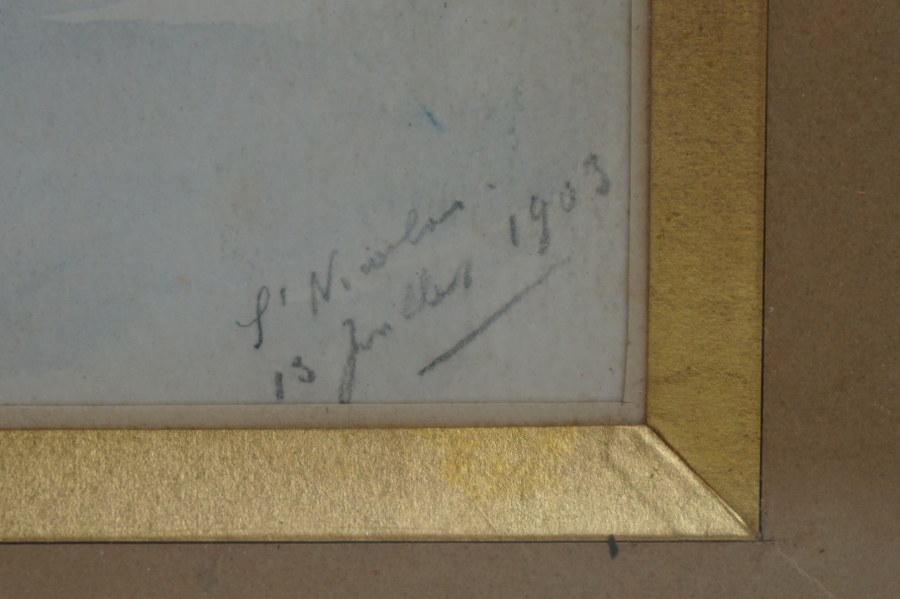 St Nicolas.
13 Juillet 1903